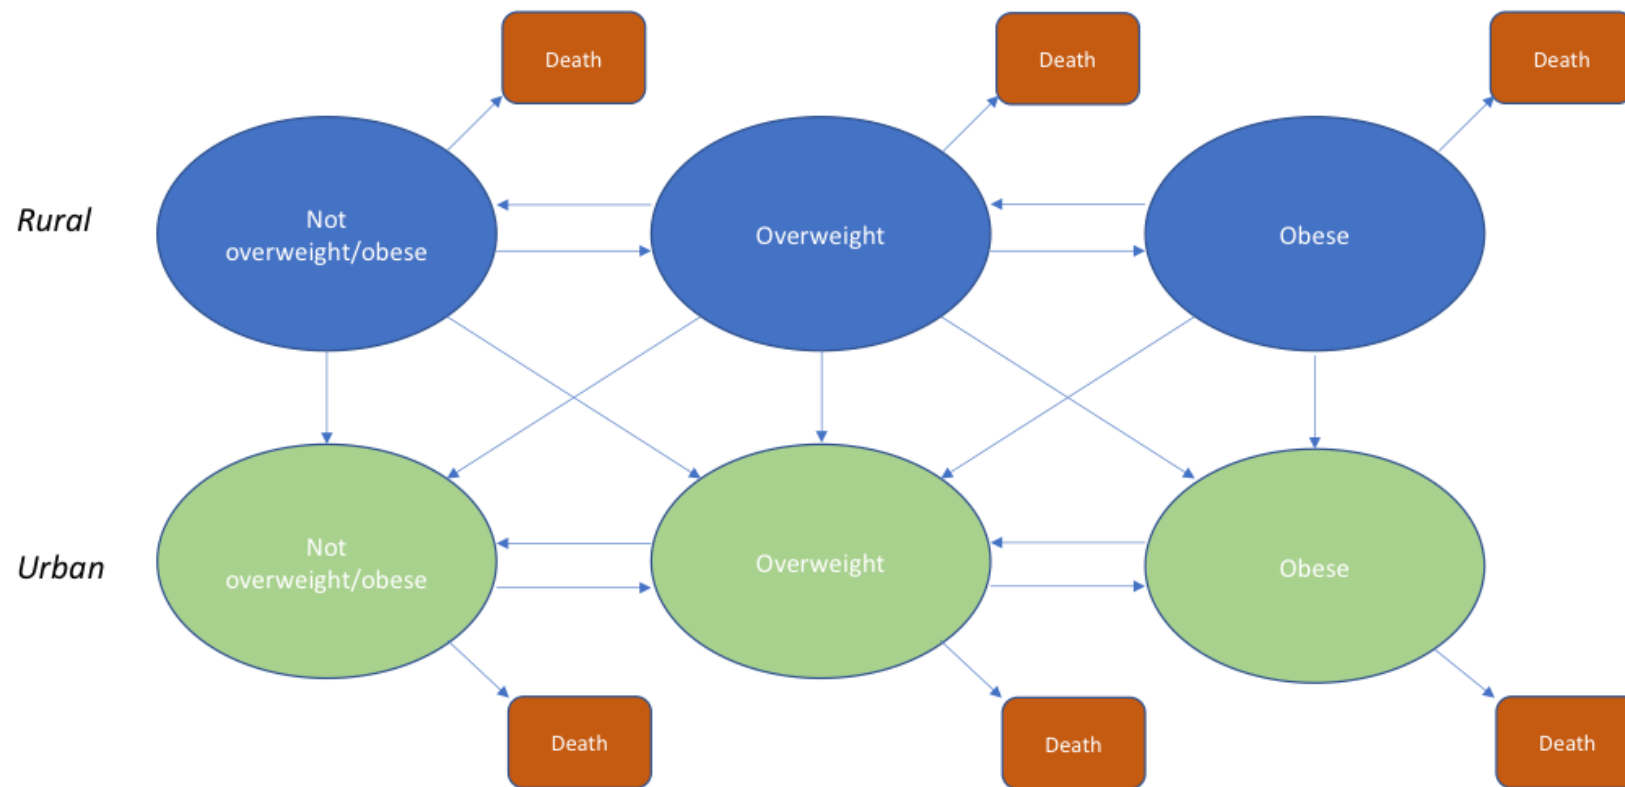 Death
Death
Death
Rural
Not
overweight/obese
Overweight
Obese
Urban
Not
overweight/obese
Overweight
Obese
Death
Death
Death